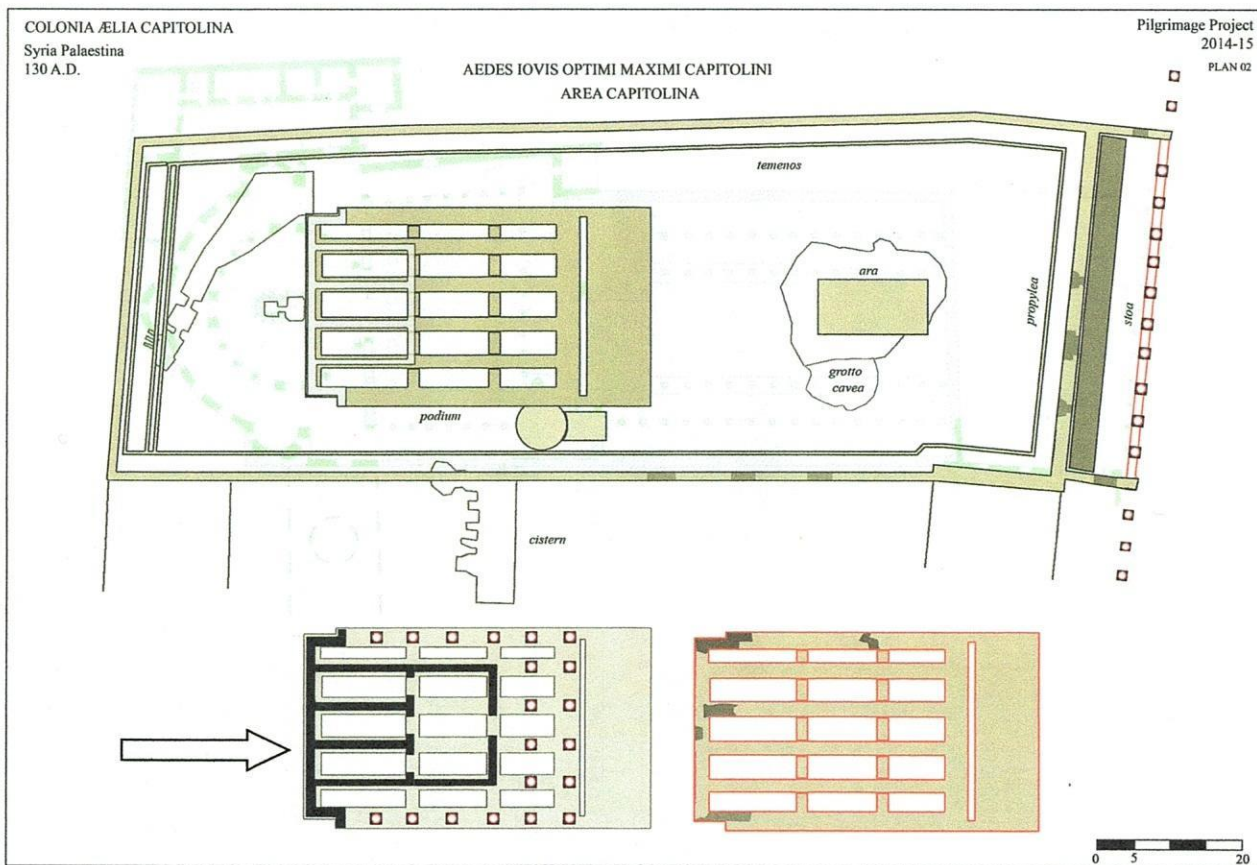 COLONIA ÆLIA CAPITOLINA
Syria Palaestina
130 A.D.
AEDES IOVIS OPTIMI MAXIMI CAPITOLINI
AREA CAPITOLINA
Pilgrimage Project
2014-15
PLAN 02
temenos
ara
propylea
stoa
grotto
cavea
podium
cistern
0 5 20